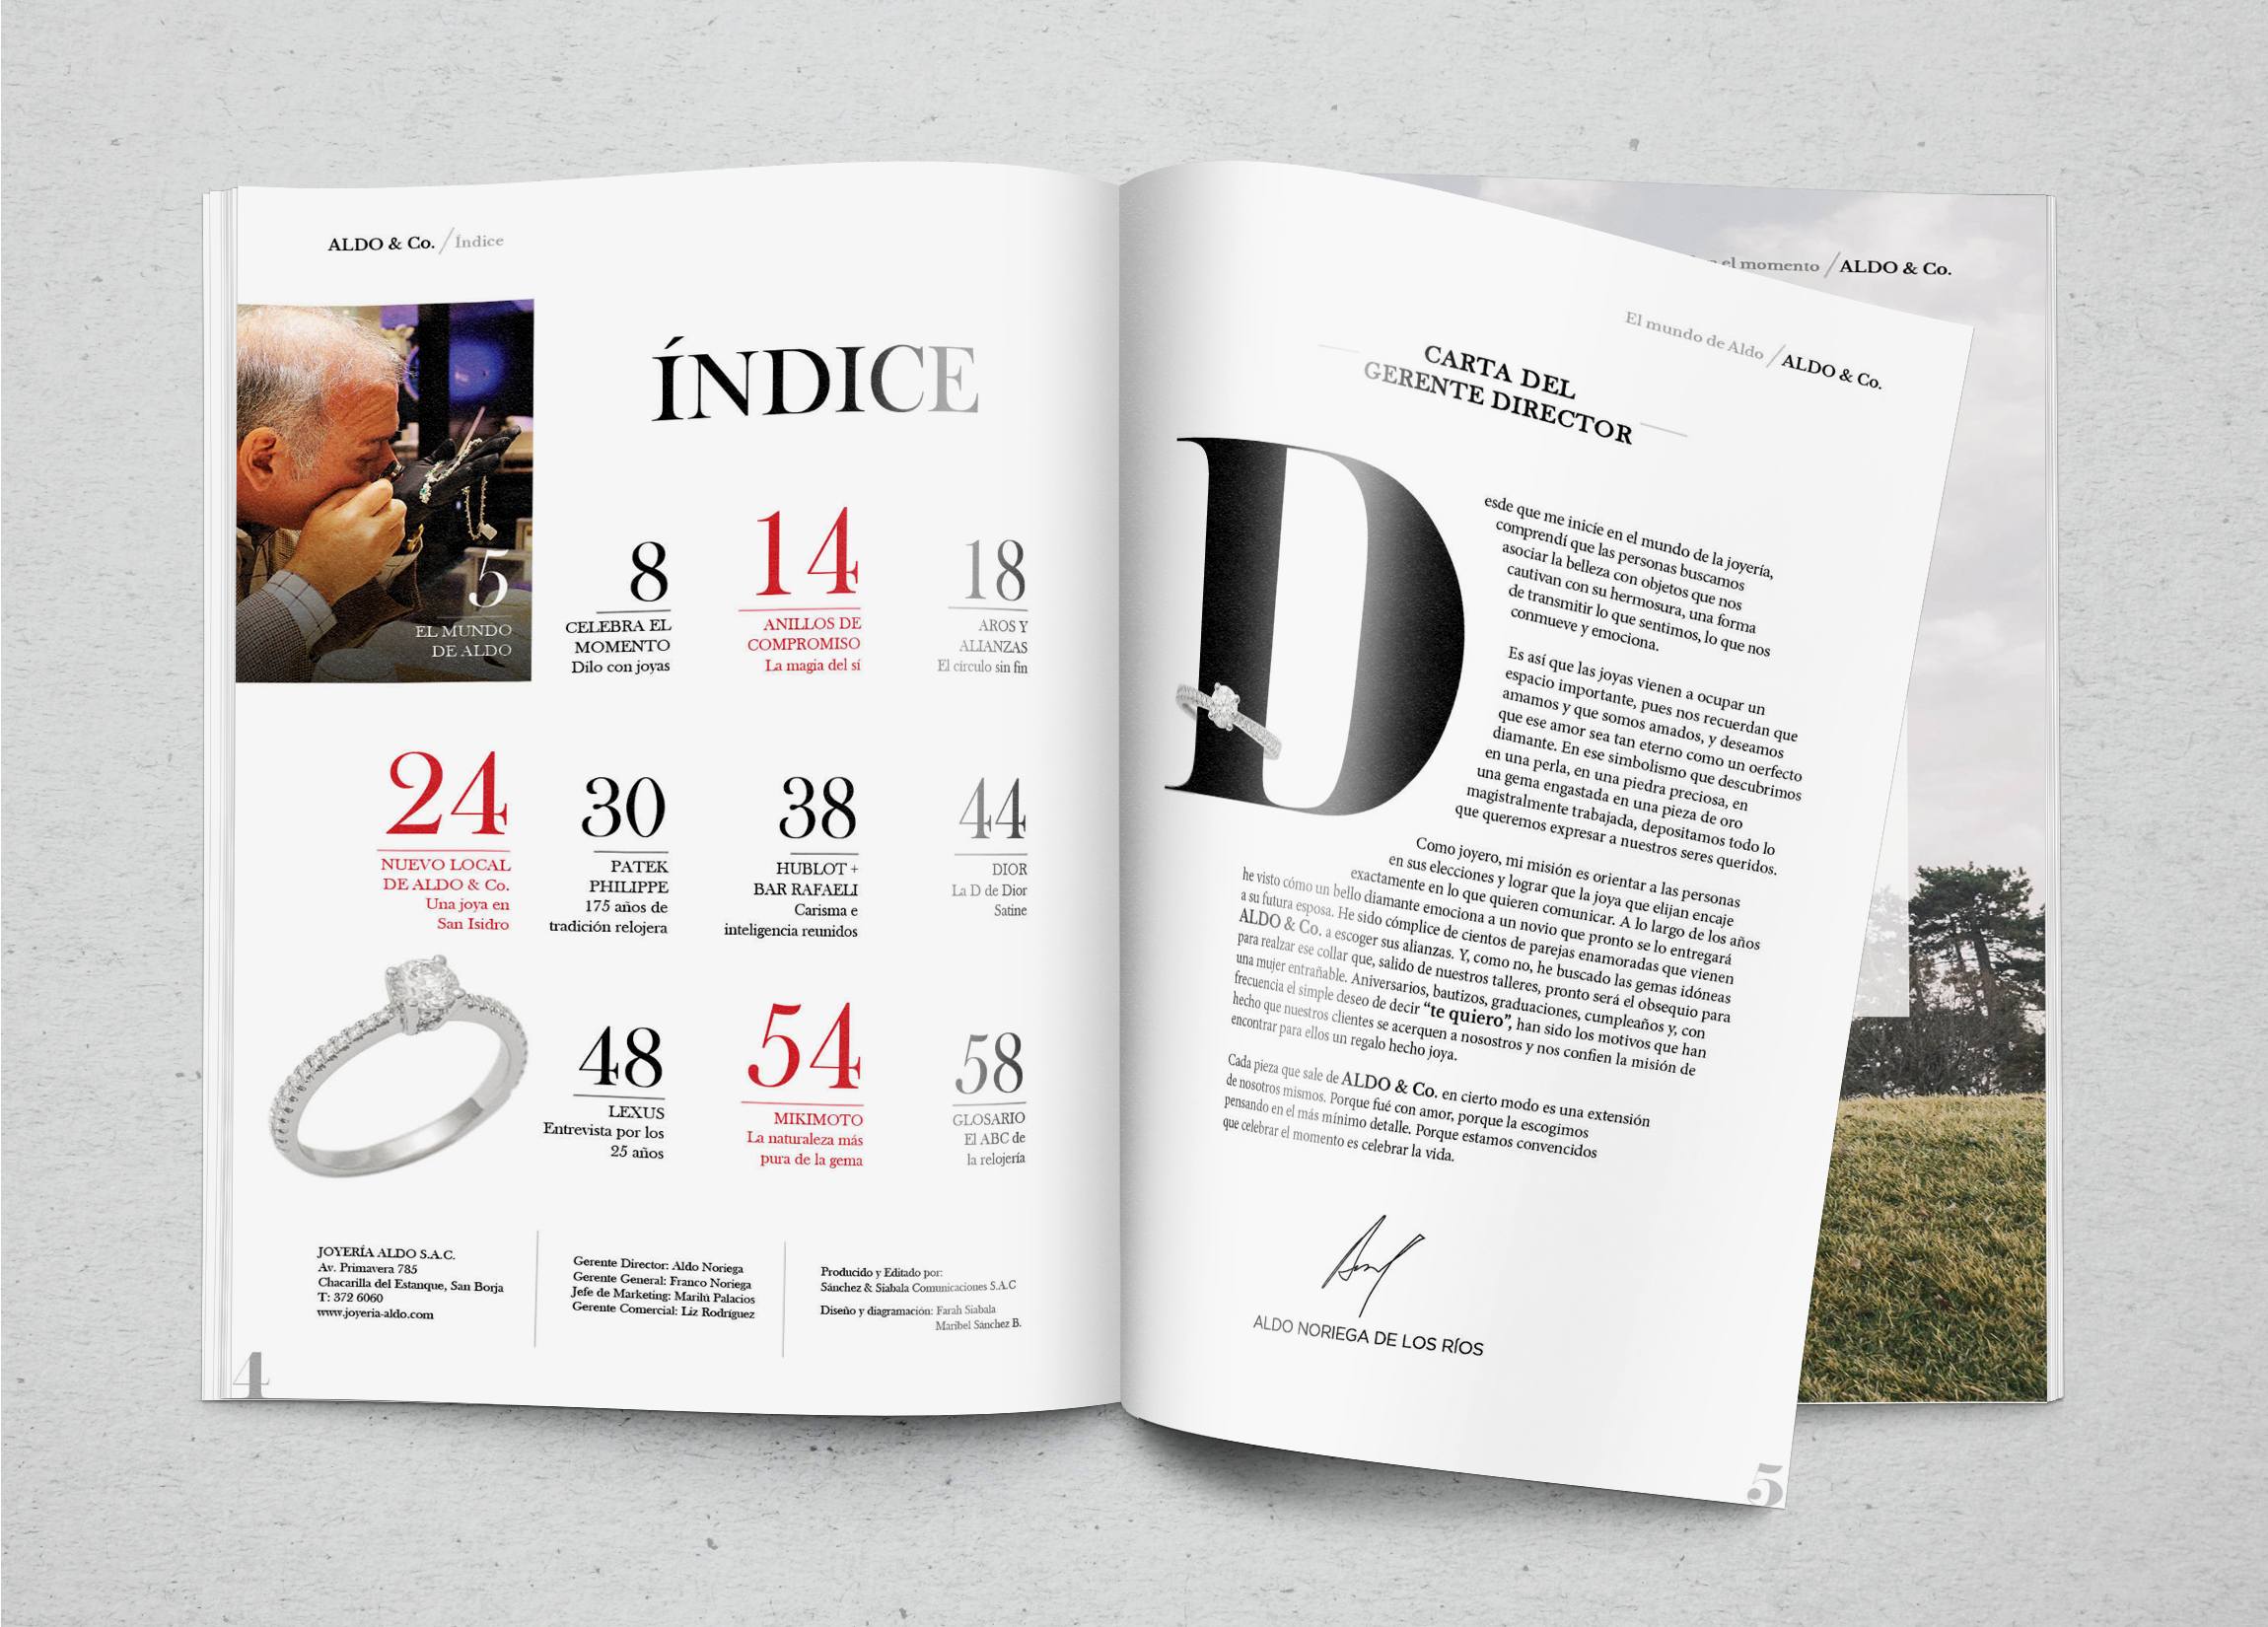 ALDO & Co. / Índice
ÍNDICE
5
EL MUNDO
DE ALDO
8
CELEBRA EL
MOMENTO
Dilo con joyas
14
ANILLOS DE
COMPROMISO
La magia del sí
18
AROS Y
ALIANZAS
El círculo sin fin
24
NUEVO LOCAL
DE ALDO & Co.
Una joya en
San Isidro
30
PATEK
PHILIPPE
175 años de
tradición relojera
38
HUBLOT +
BAR RAFAELI
Carisma e
inteligencia reunidos
44
DIOR
La D de Dior
Satine
48
LEXUS
Entrevista por los
25 años
54
MIKIMOTO
La naturaleza más
pura de la gema
58
GLOSARIO
El ABC de
la relojería
JOYERÍA ALDO S.A.C.
Av. Primavera 785
Chacarilla del Estanque, San Borja
T: 372 6060
www.joyeria-aldo.com
Gerente Director: Aldo Noriega
Gerente General: Franco Noriega
Jefe de Marketing: Marilú Palacios
Gerente Comercial: Liz Rodríguez
Producido y Editado por:
Sánchez & Siabala Comunicaciones S.A.C
Diseño y diagramación: Farah Siabala
Maribel Sánchez B.
4
el momento / ALDO & Co.
El mundo de Aldo / ALDO & Co.
CARTA DEL
GERENTE DIRECTOR
Desde que me inicíe en el mundo de la joyería,
comprendí que las personas buscamos
asociar la belleza con objetos que nos
cautivan con su hermosura, una forma
de transmitir lo que sentimos, lo que nos
conmueve y emociona.
Es así que las joyas vienen a ocupar un
espacio importante, pues nos recuerdan que
amamos y que somos amados, y deseamos
que ese amor sea tan eterno como un oerfecto
diamante. En ese simbolismo que descubrimos
en una perla, en una piedra preciosa, en
una gema engastada en una pieza de oro
magistralmente trabajada, depositamos todo lo
que queremos expresar a nuestros seres queridos.
Como joyero, mi misión es orientar a las personas
en sus elecciones y lograr que la joya que elijan encaje
exactamente en lo que quieren comunicar. A lo largo de los años
he visto cómo un bello diamante emociona a un novio que pronto se lo entregará
a su futura esposa. He sido cómplice de cientos de parejas enamoradas que vienen
ALDO & Co. a escoger sus alianzas. Y, como no, he buscado las gemas idóneas
para realzar ese collar que, salido de nuestros talleres, pronto será el obsequio para
una mujer entrañable. Aniversarios, bautizos, graduaciones, cumpleaños y, con
frecuencia el simple deseo de decir “te quiero”, han sido los motivos que han
hecho que nuestros clientes se acerquen a nosostros y nos confíen la misión de
encontrar para ellos un regalo hecho joya.
Cada pieza que sale de ALDO & Co. en cierto modo es una extensión
de nosotros mismos. Porque fué con amor, porque la escogimos
pensando en el más mínimo detalle. Porque estamos convencidos
que celebrar el momento es celebrar la vida.
ALDO NORIEGA DE LOS RÍOS
5